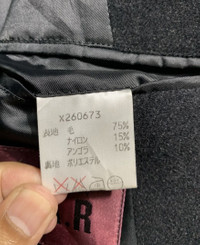 X260673
表地 毛 75%
ナイロン 15%
アンゴラ 10%
裏地 ポリエステル
R